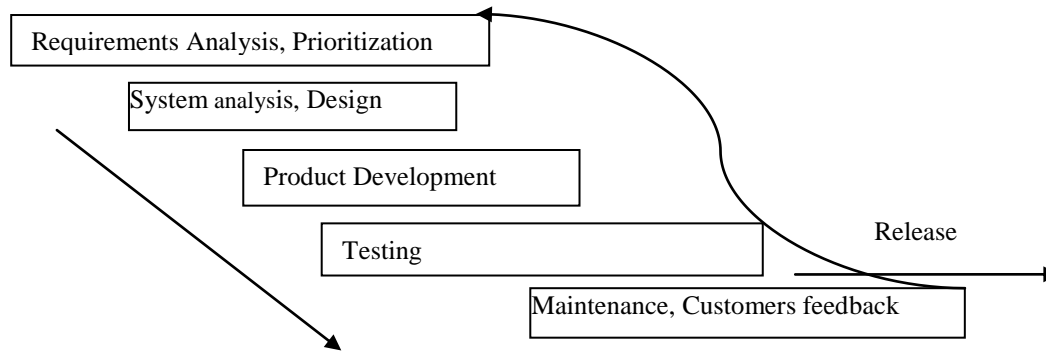 Requirements Analysis, Prioritization
System analysis, Design
Product Development
Testing
Release
Maintenance, Customers feedback